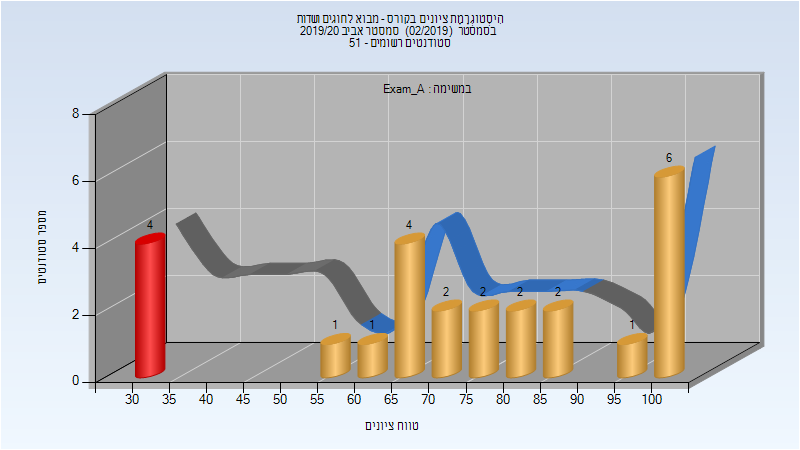 היסטוגרמת ציונים בקורס - מבוא לחוגים ושדות
בסמסטר (02/2019) סמסטר אביב 2019/20
סטודנטים רשומים - 51
במשימה : Exam_A
מספר סטודנטים
8
6
4
2
0
4
1
1
4
2
2
2
2
1
6
30 35 40 45 50 55 60 65 70 75 80 85 90 95 100
טווח ציונים